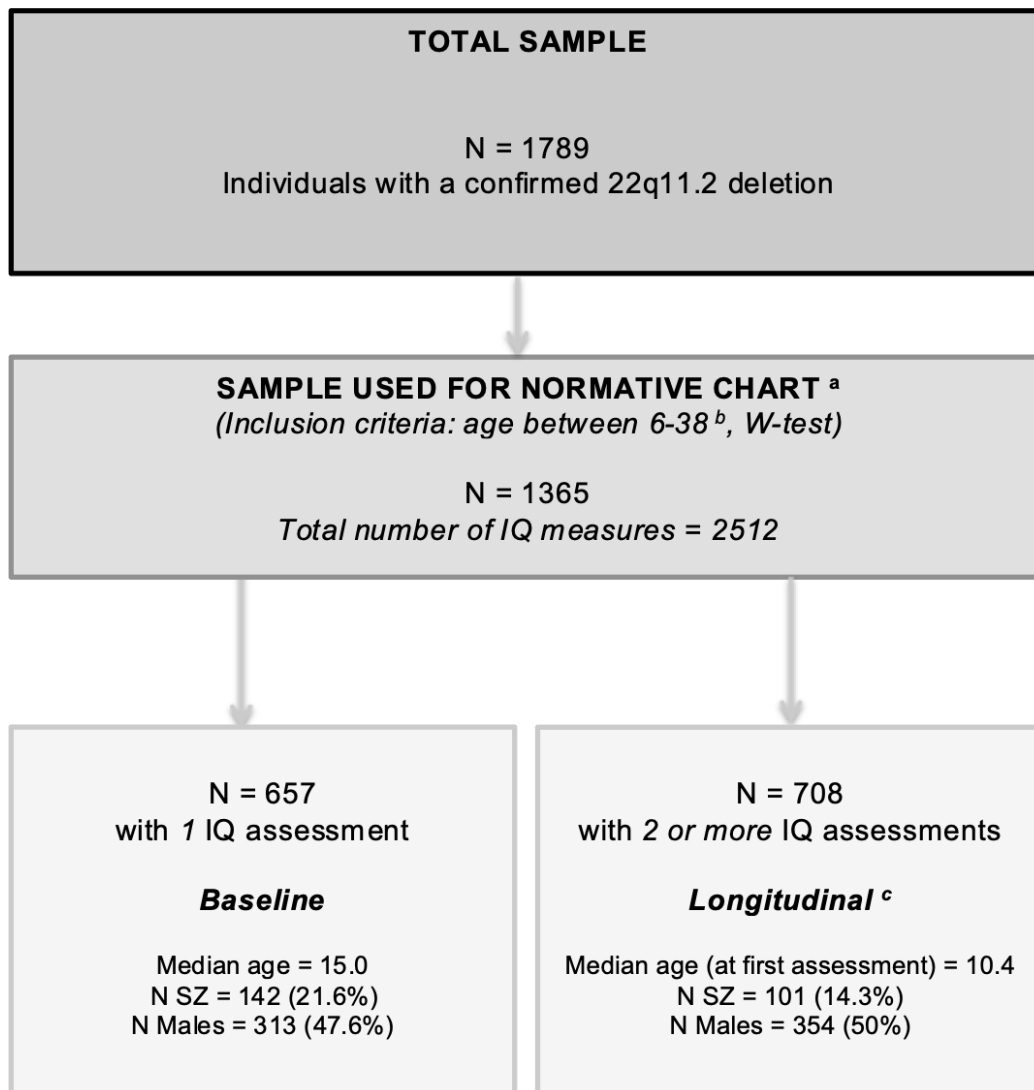 TOTAL SAMPLE
N = 1789
Individuals with a confirmed 22q11.2 deletion
SAMPLE USED FOR NORMATIVE CHART a
(Inclusion criteria: age between 6-38 b, W-test)
N = 1365
Total number of IQ measures = 2512
N = 657
with 1 IQ assessment
Baseline
Median age = 15.0
N SZ = 142 (21.6%)
N Males = 313 (47.6%)
N = 708
with 2 or more IQ assessments
Longitudinal c
Median age (at first assessment) = 10.4
N SZ = 101 (14.3%)
N Males = 354 (50%)